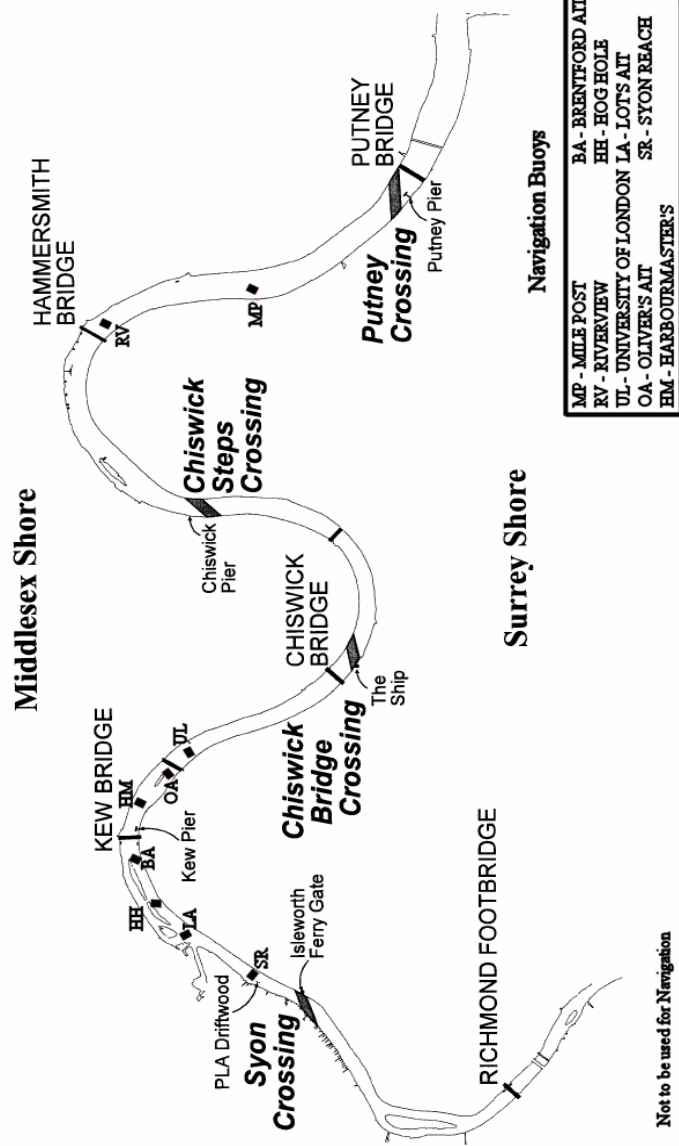 Middlesex Shore
HAMMERSMITH
BRIDGE
RV
MP
PUTNEY
BRIDGE
Putney
Crossing
Putney Pier
Chiswick
Steps
Crossing
Chiswick
Pier
CHISWICK
BRIDGE
The
Ship
Chiswick
Bridge
Crossing
KEW BRIDGE
UL
OA
HM
Kew Pier
BA
HH
LA
SR
PLA Driftwood
Isleworth
Ferry Gate
Syon
Crossing
RICHMOND FOOTBRIDGE
Surrey Shore
Not to be used for Navigation
Navigation Buoys
MP - MILE POST BA - BRENTFORD AIT
RV - RIVERVIEW HH - HOG HOLE
UL - UNIVERSITY OF LONDON LA - LOT'S AIT
OA - OLIVER'S AIT SR - SYON REACH
HM - HARBOURMASTER'S